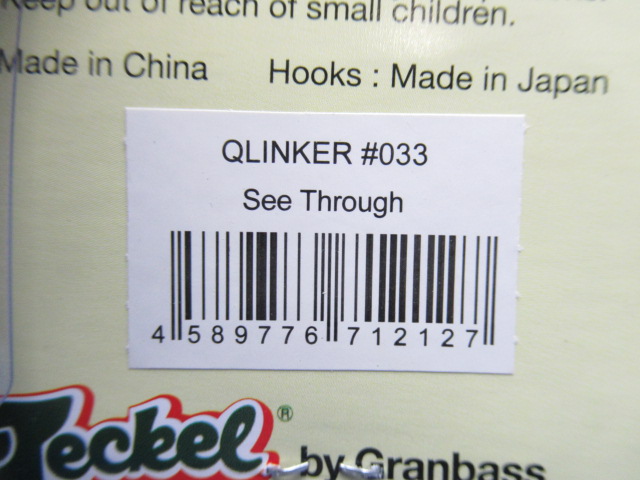 Keep out of reach of small children.
Made in China Hooks : Made in Japan
QLINKER #033
See Through
4 589776 712127
Teckel® by Granbass